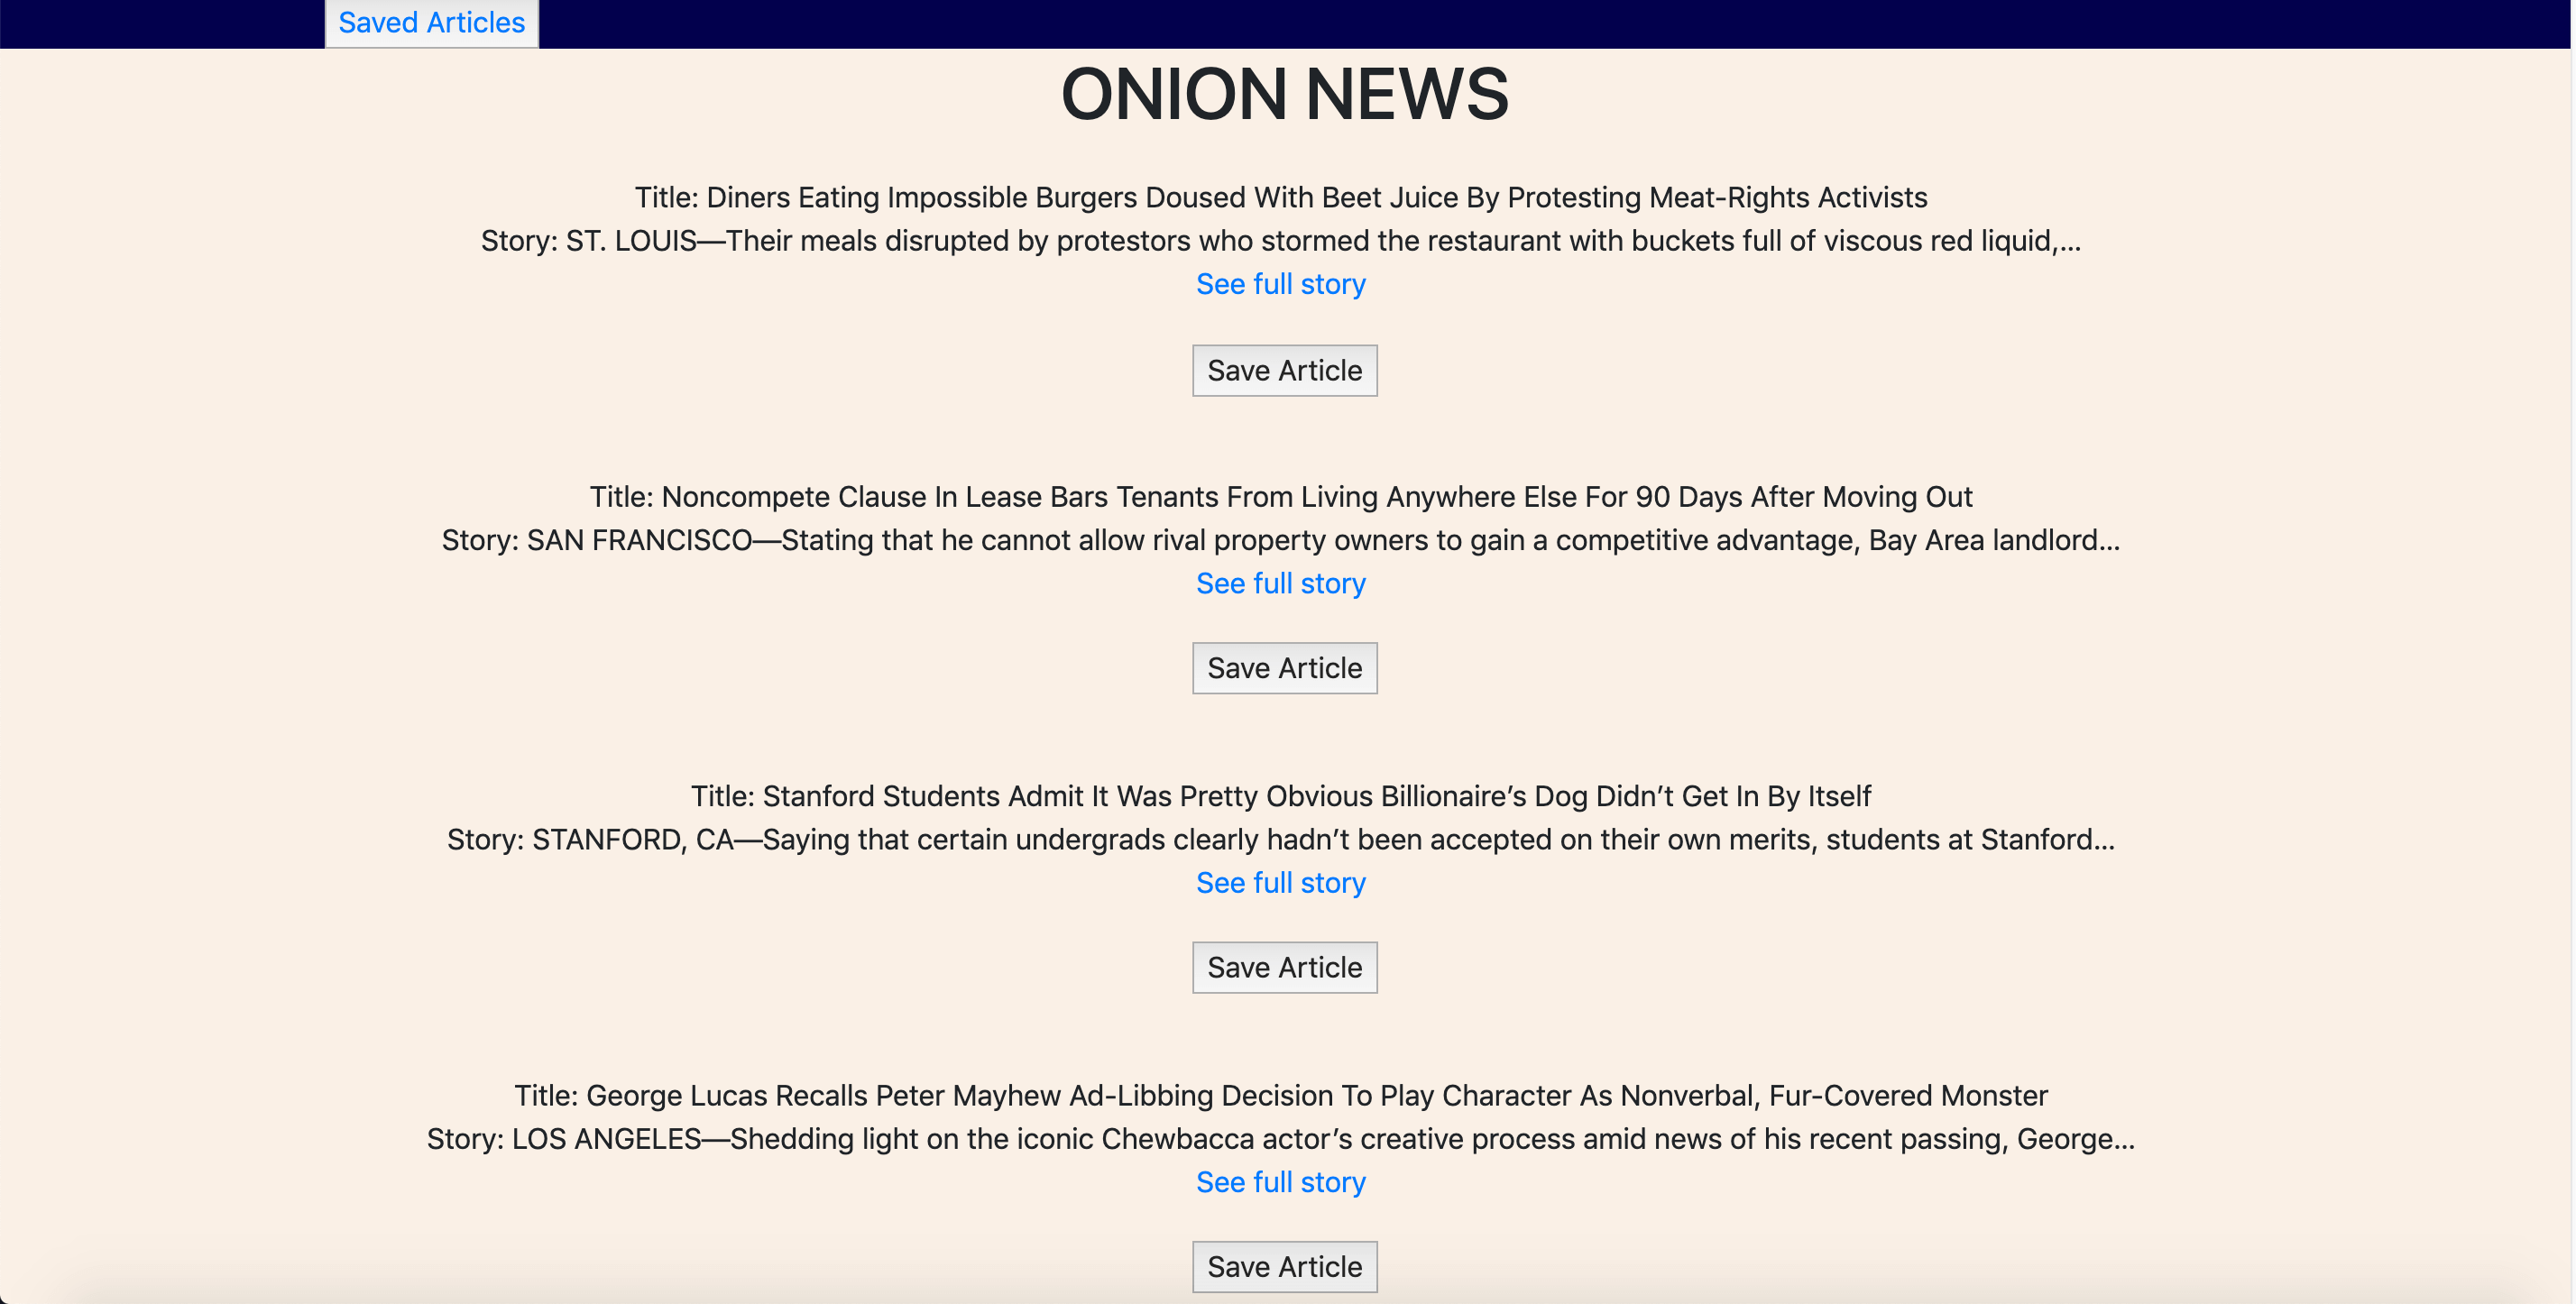 Saved Articles
ONION NEWS
Title: Diners Eating Impossible Burgers Doused With Beet Juice By Protesting Meat-Rights Activists
Story: ST. LOUIS—Their meals disrupted by protestors who stormed the restaurant with buckets full of viscous red liquid,...
See full story
Save Article
Title: Noncompete Clause In Lease Bars Tenants From Living Anywhere Else For 90 Days After Moving Out
Story: SAN FRANCISCO—Stating that he cannot allow rival property owners to gain a competitive advantage, Bay Area landlord...
See full story
Save Article
Title: Stanford Students Admit It Was Pretty Obvious Billionaire’s Dog Didn’t Get In By Itself
Story: STANFORD, CA—Saying that certain undergrads clearly hadn’t been accepted on their own merits, students at Stanford...
See full story
Save Article
Title: George Lucas Recalls Peter Mayhew Ad-Libbing Decision To Play Character As Nonverbal, Fur-Covered Monster
Story: LOS ANGELES—Shedding light on the iconic Chewbacca actor’s creative process amid news of his recent passing, George...
See full story
Save Article